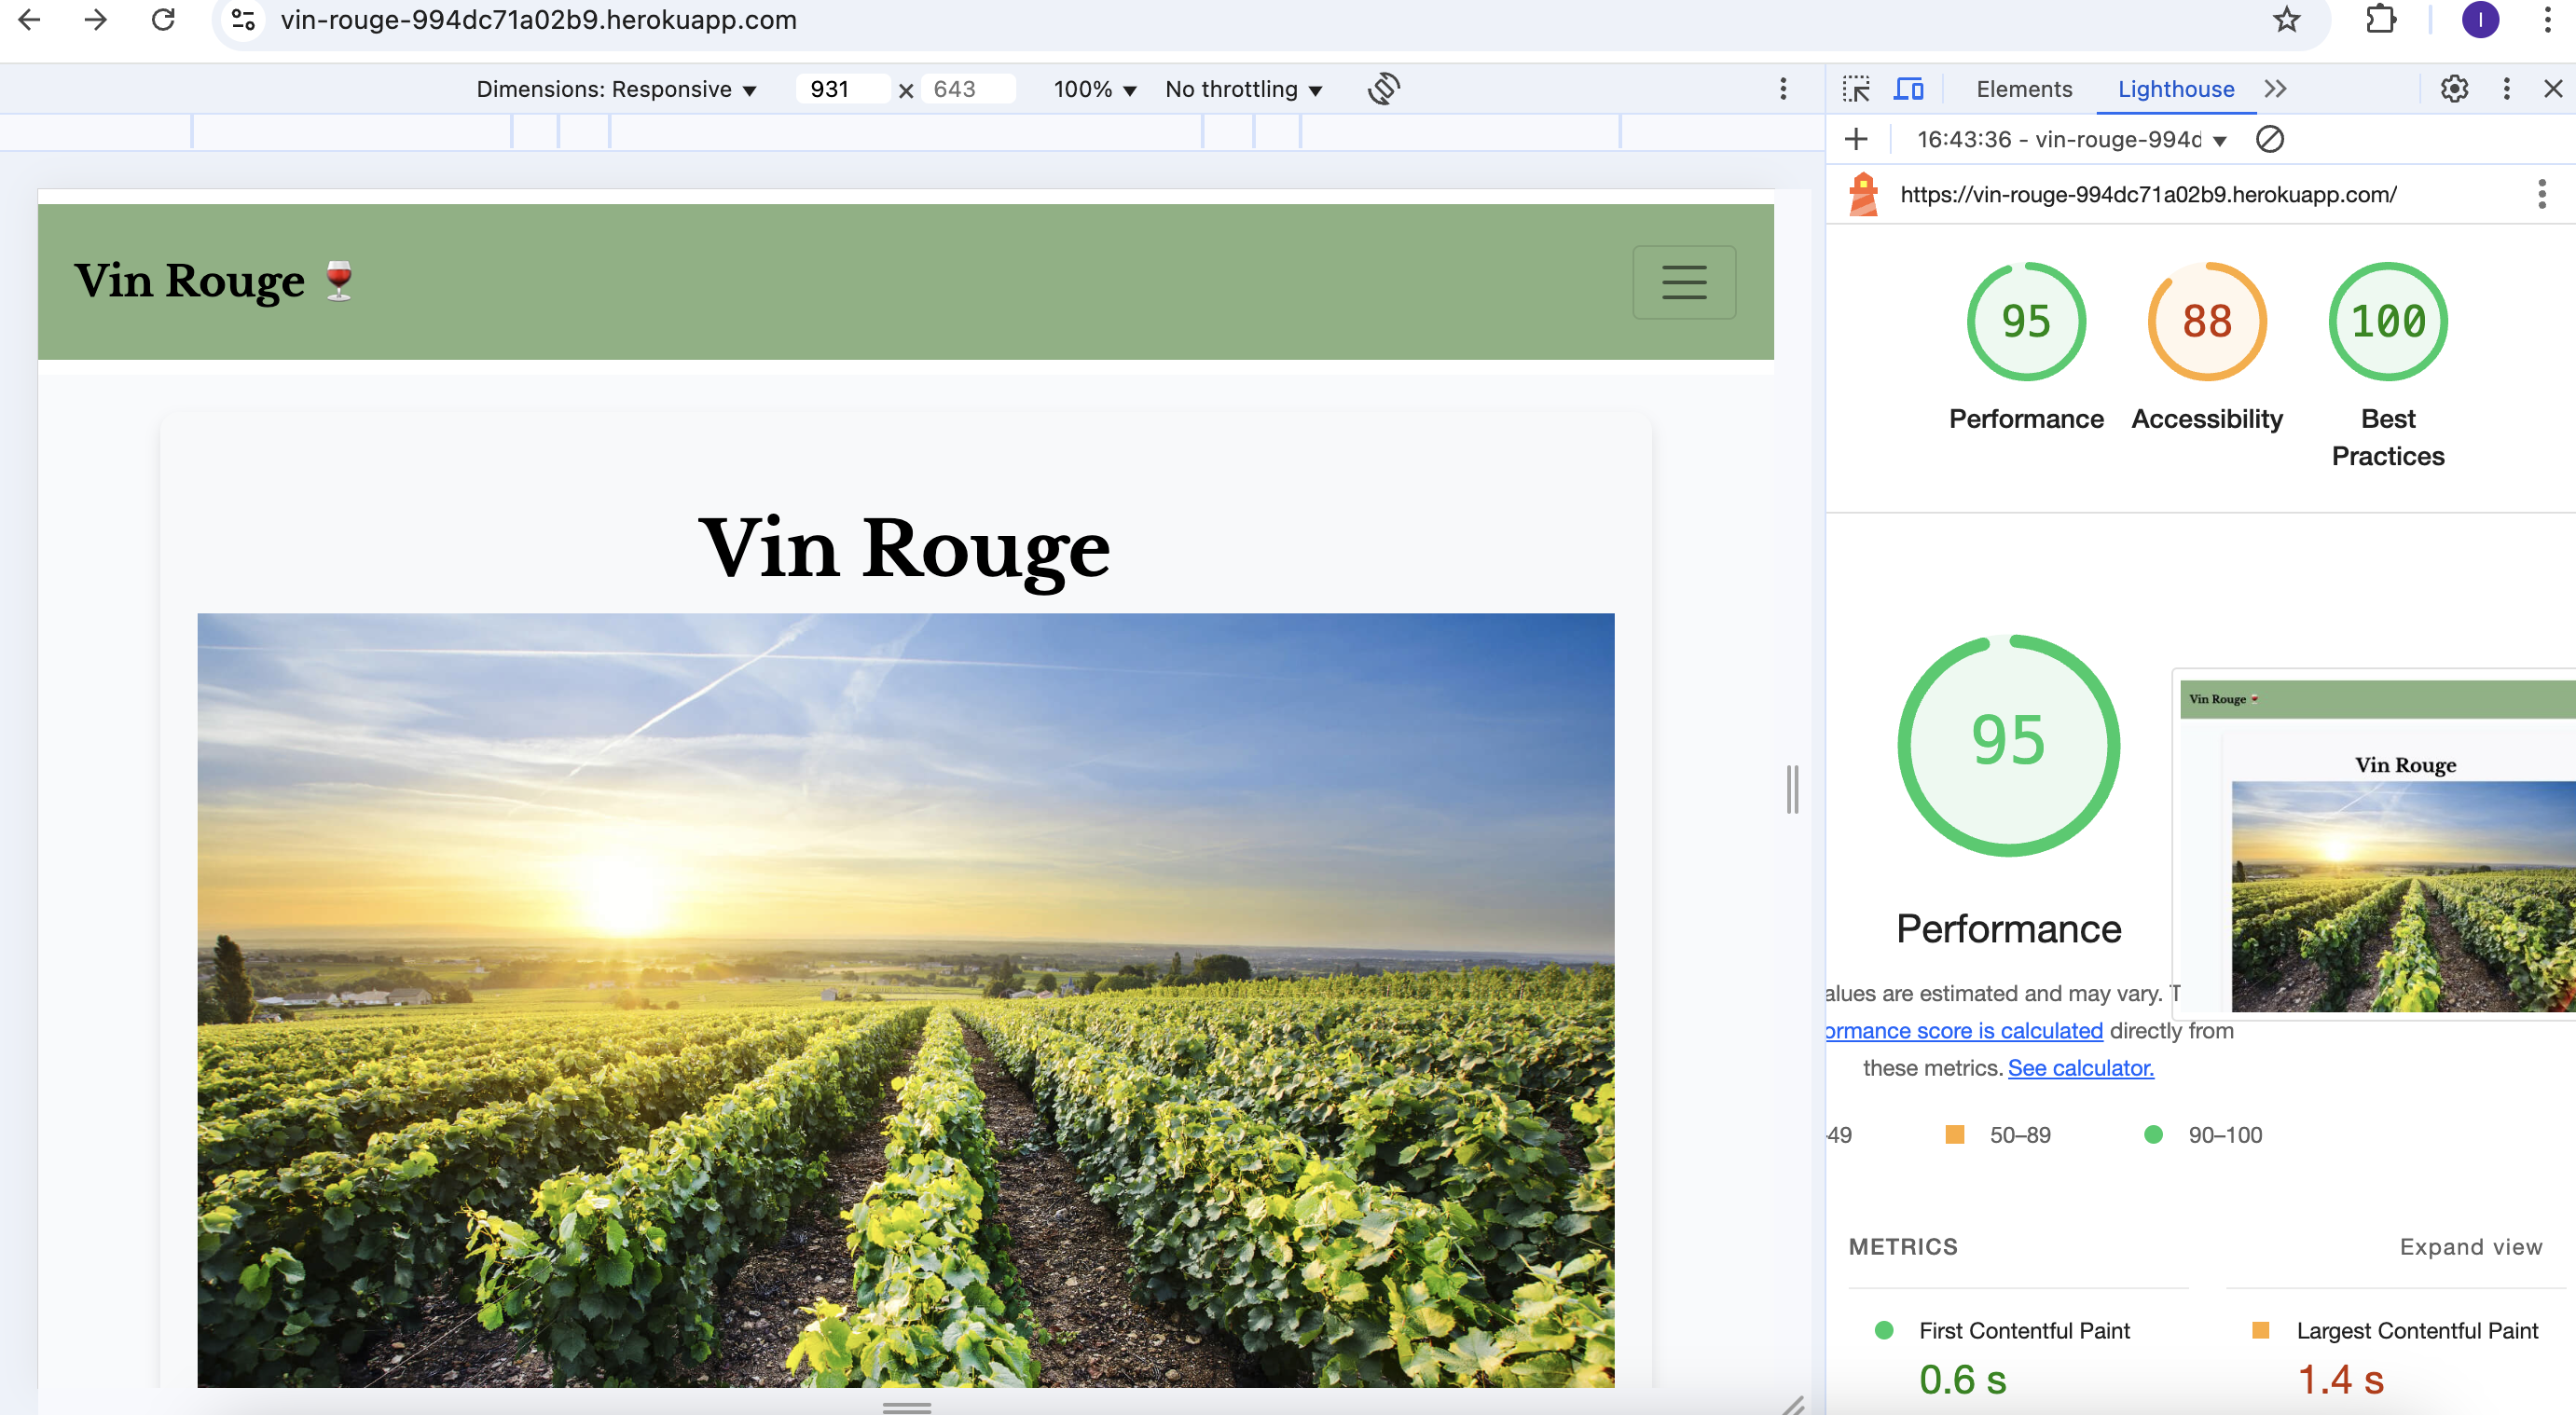 vin-rouge-994dc71a02b9.herokuapp.com
I
Dimensions: Responsive
931 × 643
100%
No throttling
Elements
Lighthouse
16:43:36 - vin-rouge-994d
https://vin-rouge-994dc71a02b9.herokuapp.com/
Vin Rouge
95
88
100
Performance
Accessibility
Best
Practices
Vin Rouge
95
Vin Rouge
Vin Rouge
Performance
alues are estimated and may vary. T
ormance score is calculated directly from
these metrics. See calculator.
-49
50–89
90–100
METRICS
Expand view
First Contentful Paint
0.6 s
Largest Contentful Paint
1.4 s